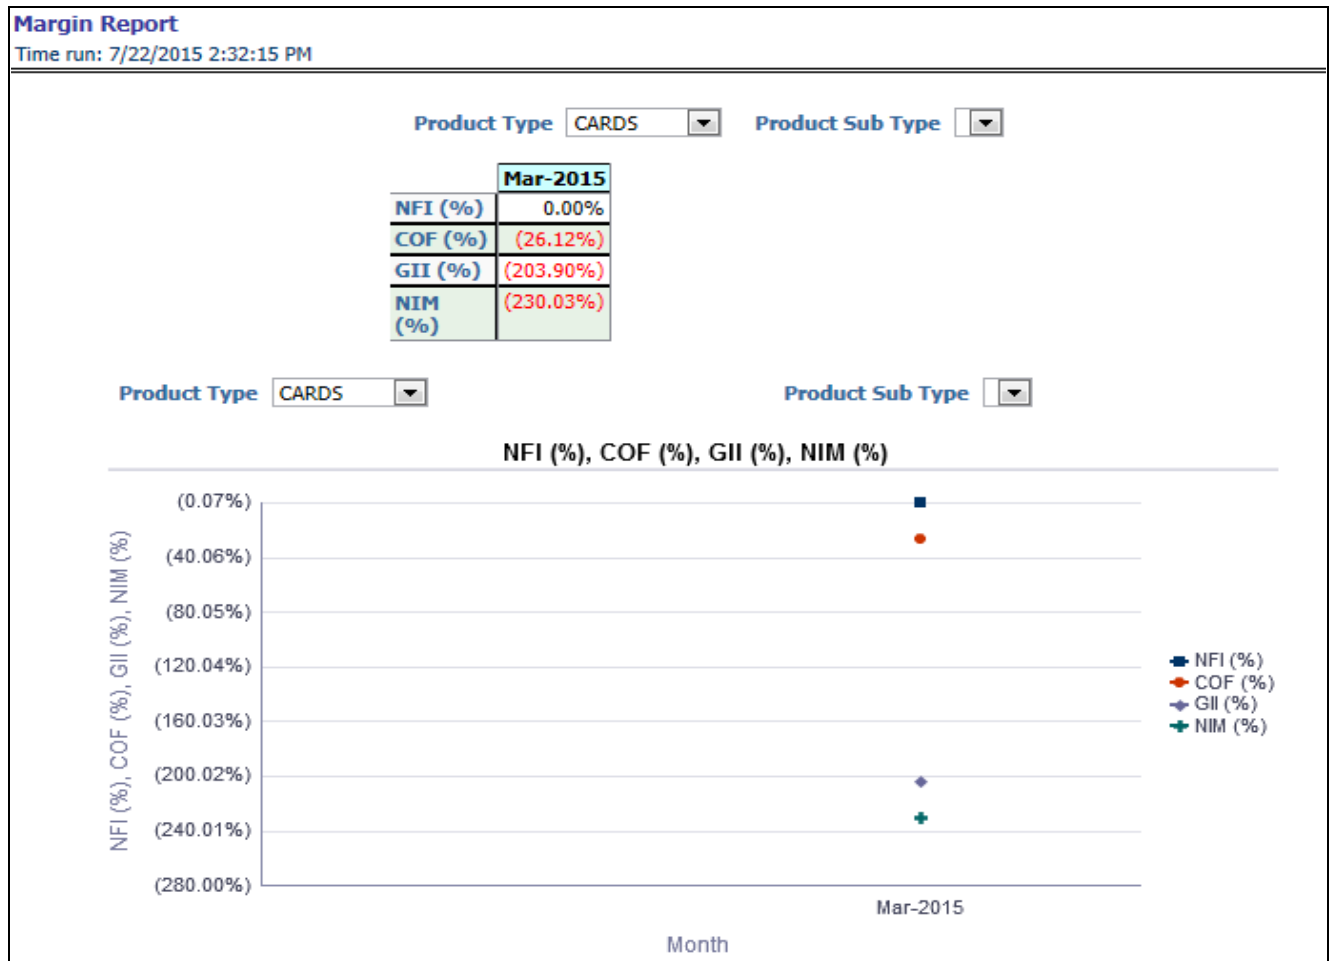 Margin Report
Time run: 7/22/2015 2:32:15 PM
Product Type CARDS Product Sub Type
Mar-2015
NFI (%) 0.00%
COF (%) (26.12%)
GII (%) (203.90%)
NIM (%) (230.03%)
Product Type CARDS Product Sub Type
NFI (%), COF (%), GII (%), NIM (%)
NFI (%), COF (%), GII (%), NIM (%)
(0.07%)
(40.06%)
(80.05%)
(120.04%)
(160.03%)
(200.02%)
(240.01%)
(280.00%)
NFI (%)
COF (%)
GII (%)
NIM (%)
Mar-2015
Month